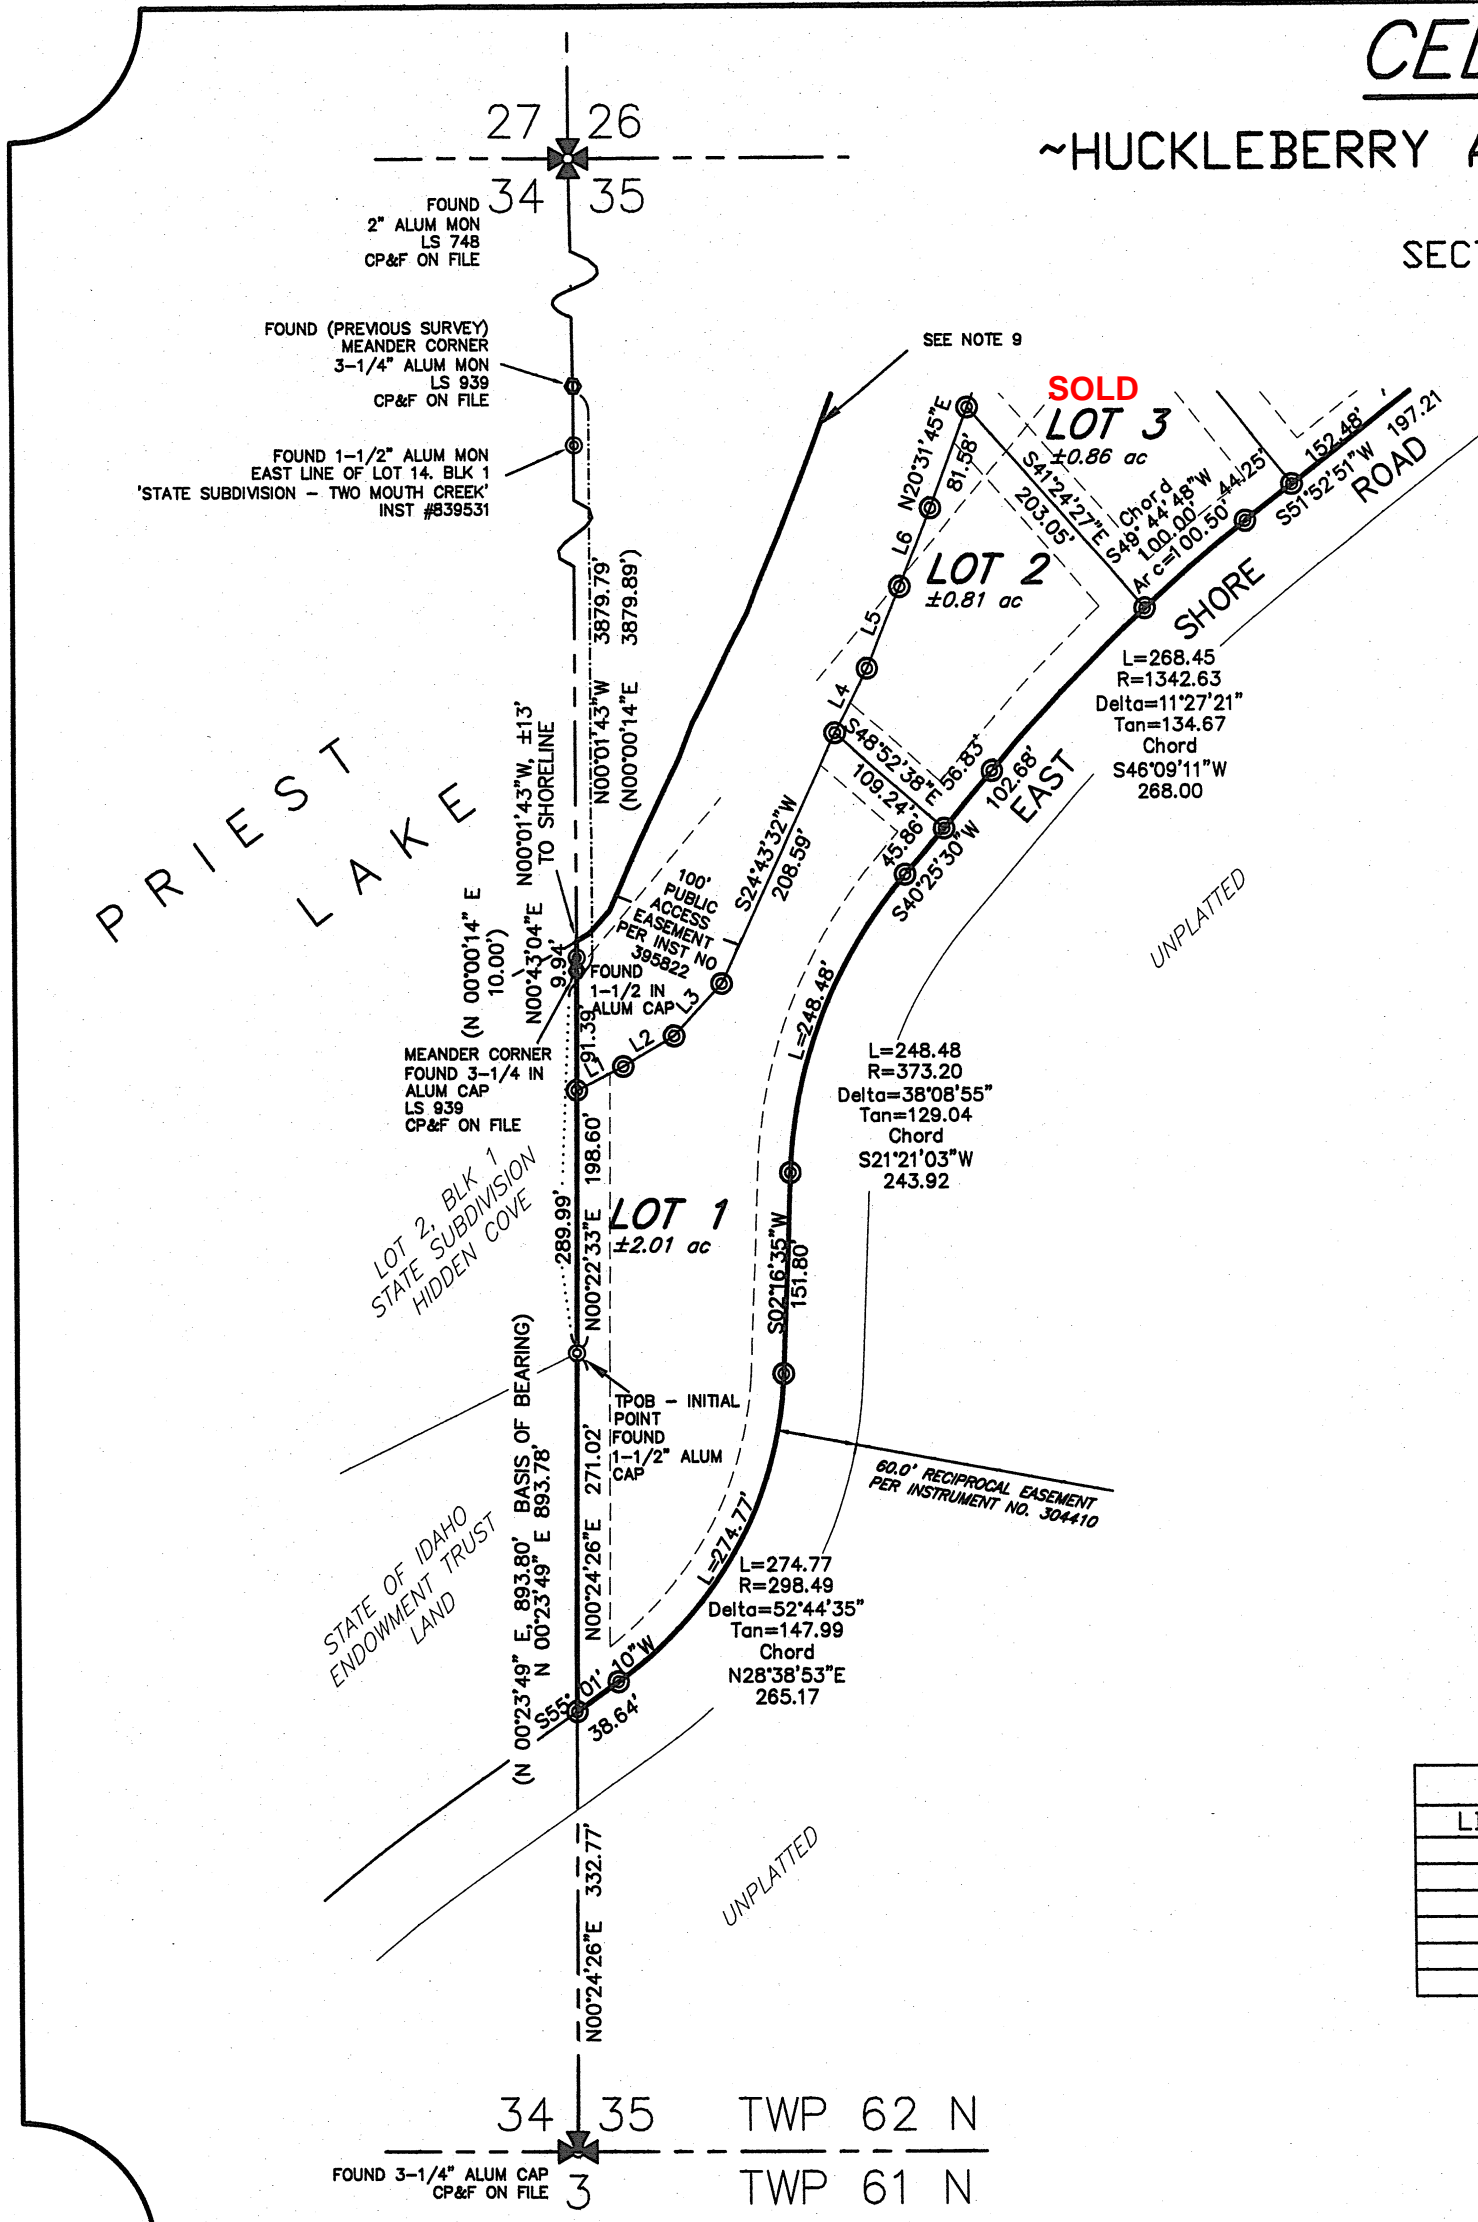 CEL
~HUCKLEBERRY A
SECT
27 26
34 35
FOUND
2" ALUM MON
LS 748
CP&F ON FILE
FOUND (PREVIOUS SURVEY)
MEANDER CORNER
3-1/4" ALUM MON
LS 939
CP&F ON FILE
FOUND 1-1/2" ALUM MON
EAST LINE OF LOT 14. BLK 1
'STATE SUBDIVISION - TWO MOUTH CREEK'
INST #839531
SEE NOTE 9
SOLD
LOT 3
±0.86 ac
N20°31'45"E
81.58'
S41°24'27"E
203.05'
Chord
S49°44'48"W
100.00'
Arc=100.50'
44.25'
152.48'
S51°52'51"W 197.21
ROAD
SHORE
EAST
L6
L5
L4
LOT 2
±0.81 ac
L=268.45
R=1342.63
Delta=11°27'21"
Tan=134.67
Chord
S46°09'11"W
268.00
N00°01'43"W 3879.79'
(N00°00'14"E 3879.89')
N00°01'43"W, ±13'
TO SHORELINE
PRIEST
LAKE
S48°52'38"E
109.24'
56.83'
102.68'
45.86'
S40°25'30"W
S24°43'32"W
208.59'
100'
PUBLIC
ACCESS
EASEMENT
PER INST NO
395822
(N 00°00'14" E
10.00')
N00°43'04"E
9.94'
FOUND
1-1/2 IN
ALUM CAP
91.39'
L1
L2
L3
MEANDER CORNER
FOUND 3-1/4 IN
ALUM CAP
LS 939
CP&F ON FILE
UNPLATTED
L=248.48'
L=248.48
R=373.20
Delta=38°08'55"
Tan=129.04
Chord
S21°21'03"W
243.92
LOT 2, BLK 1
STATE SUBDIVISION
HIDDEN COVE
289.99'
N00°22'33"E 198.60'
LOT 1
±2.01 ac
S02°16'35"W
151.80'
TPOB - INITIAL
POINT
FOUND
1-1/2" ALUM
CAP
(N 00°23'49" E, 893.80' BASIS OF BEARING)
N 00°23'49" E 893.78'
N00°24'26"E 271.02'
60.0' RECIPROCAL EASEMENT
PER INSTRUMENT NO. 304410
STATE OF IDAHO
ENDOWMENT TRUST
LAND
L=274.77'
L=274.77
R=298.49
Delta=52°44'35"
Tan=147.99
Chord
N28°38'53"E
265.17
S55°01'10"W
38.64'
UNPLATTED
LI
N00°24'26"E 332.77'
34 35 TWP 62 N
FOUND 3-1/4" ALUM CAP
CP&F ON FILE
3 TWP 61 N